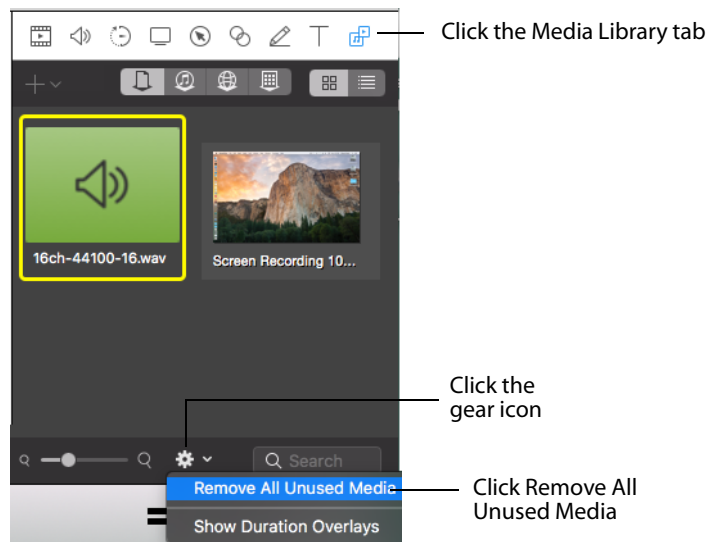 Click the Media Library tab
16ch-44100-16.wav
Screen Recording 10...
Click the
gear icon
Search
Remove All Unused Media
Click Remove All
Unused Media
Show Duration Overlays